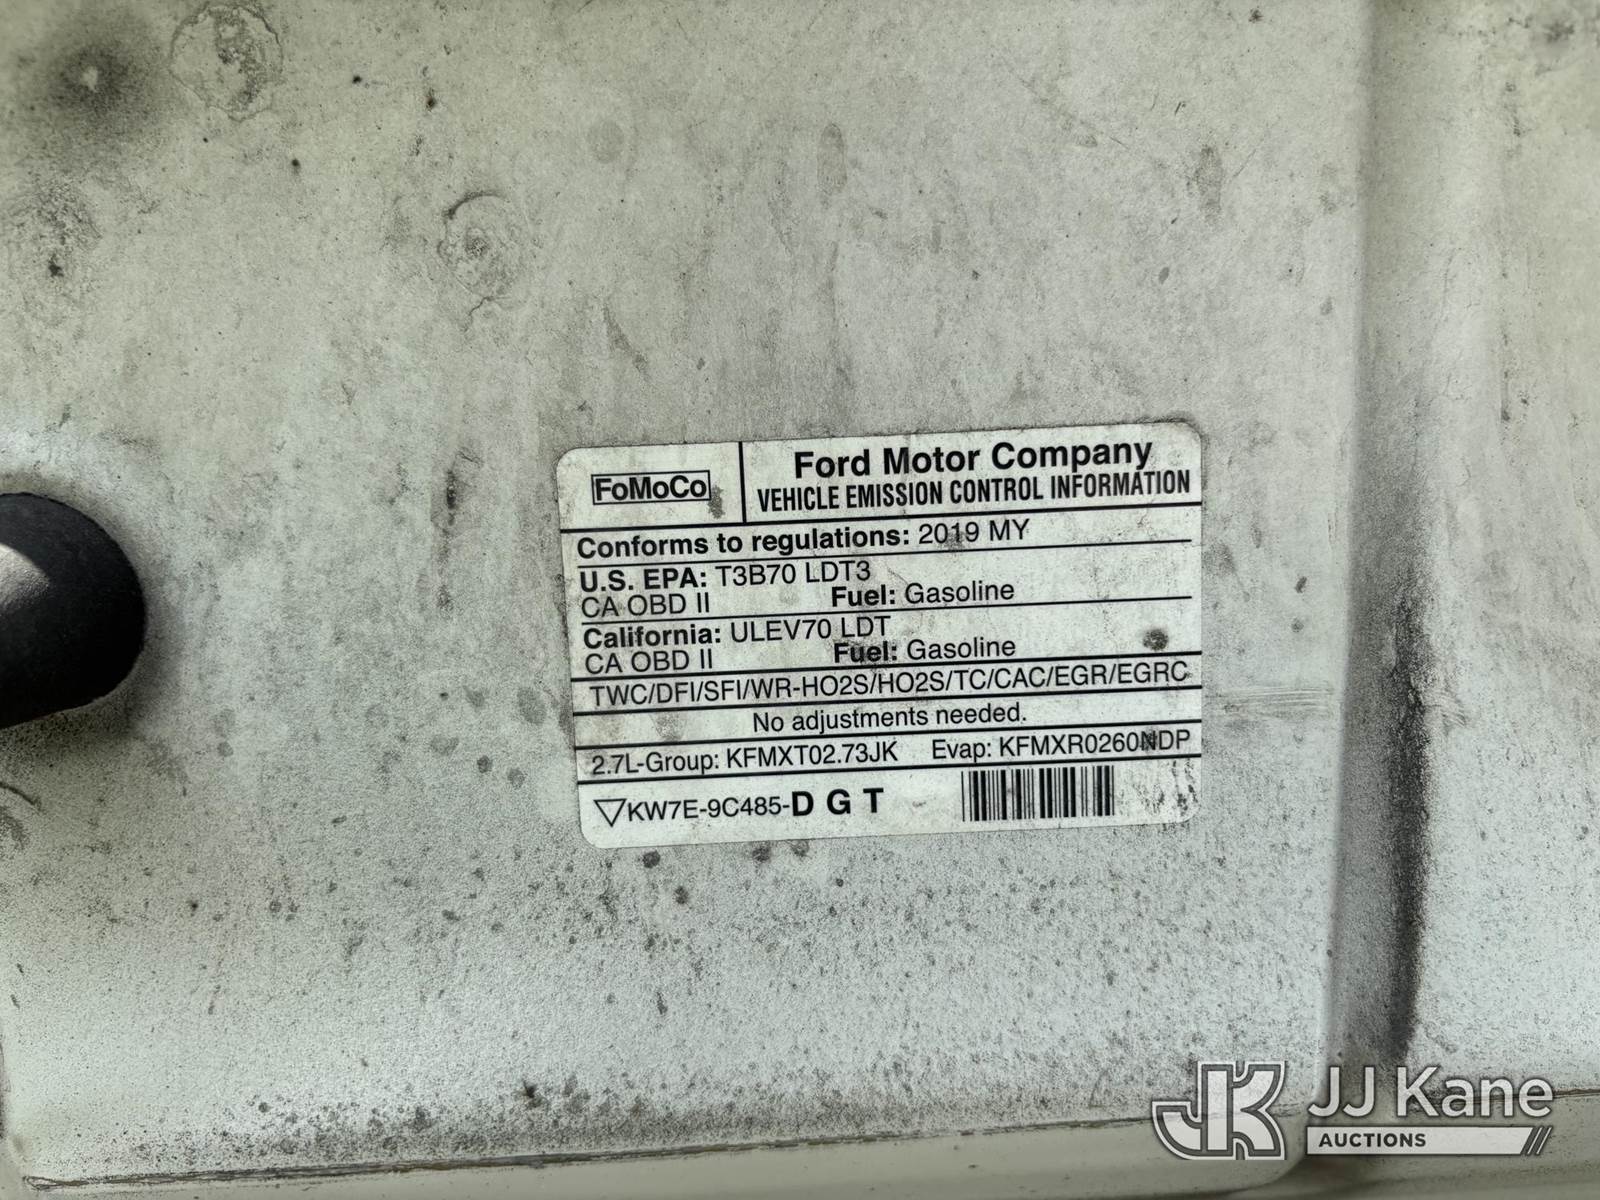 FoMoCo
Ford Motor Company
VEHICLE EMISSION CONTROL INFORMATION
Conforms to regulations: 2019 MY
U.S. EPA: T3B70 LDT3
CA OBD II Fuel: Gasoline
California: ULEV70 LDT
CA OBD II Fuel: Gasoline
TWC/DFI/SFI/WR-HO2S/HO2S/TC/CAC/EGR/EGRC
No adjustments needed.
2.7L-Group: KFMXT02.73JK Evap: KFMXR0260NDP
KW7E-9C485-D G T
JK JJ Kane
AUCTIONS